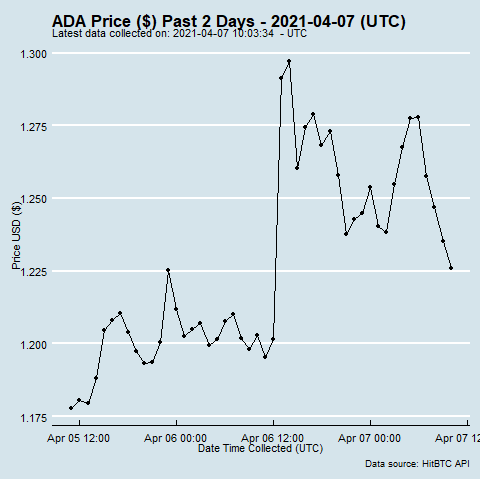 ADA Price ($) Past 2 Days - 2021-04-07 (UTC)
Latest data collected on: 2021-04-07 10:03:34 - UTC
1.300
1.275
1.250
1.225
1.200
1.175
Price USD ($)
Apr 05 12:00
Apr 06 00:00
Apr 06 12:00
Apr 07 00:00
Apr 07 12
Date Time Collected (UTC)
Data source: HitBTC API